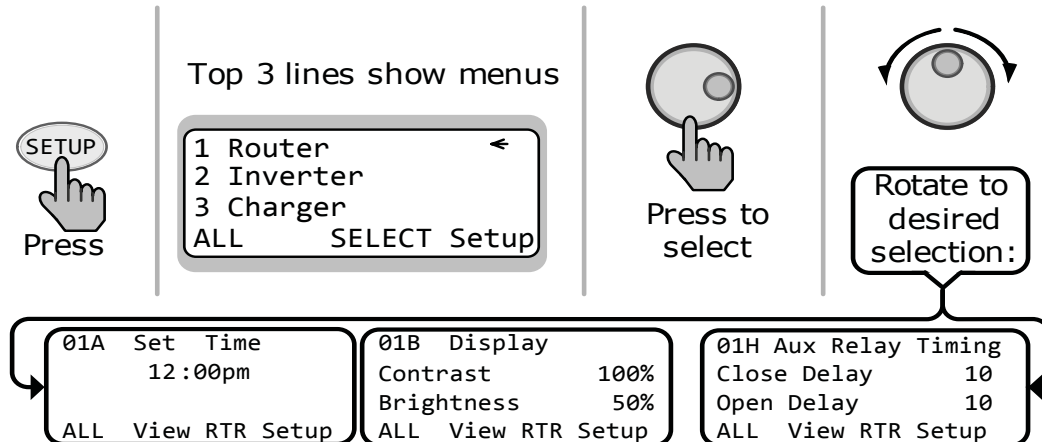 SETUP
Press
Top 3 lines show menus
1 Router ←
2 Inverter
3 Charger
ALL SELECT Setup
Press to
select
Rotate to
desired
selection:
01A Set Time
12:00pm
ALL View RTR Setup
01B Display
Contrast 100%
Brightness 50%
ALL View RTR Setup
01H Aux Relay Timing
Close Delay 10
Open Delay 10
ALL View RTR Setup